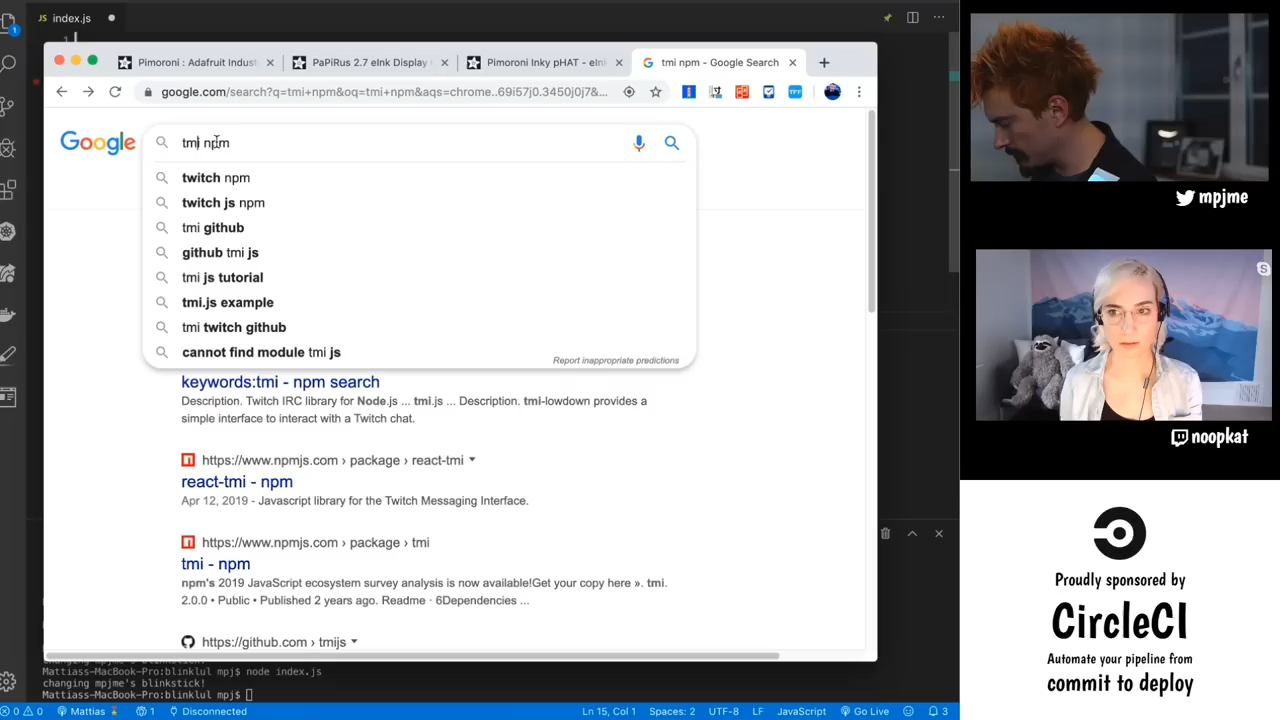 JS index.js
Pimoroni : Adafruit Indust
PaPiRus 2.7 eInk Display
Pimoroni Inky pHAT - eInk
tmi npm - Google Search
google.com/search?q=tmi+npm&oq=tmi+npm&aqs=chrome..69i57j0.3450j0j7&...
Google
tmi npm
twitch npm
twitch js npm
tmi github
github tmi js
tmi js tutorial
tmi.js example
tmi twitch github
cannot find module tmi js
Report inappropriate predictions
keywords:tmi - npm search
Description. Twitch IRC library for Node.js ... tmi.js ... Description. tmi-lowdown provides a
simple interface to interact with a Twitch chat.
https://www.npmjs.com › package › react-tmi
react-tmi - npm
Apr 12, 2019 - Javascript library for the Twitch Messaging Interface.
https://www.npmjs.com › package › tmi
tmi - npm
npm's 2019 JavaScript ecosystem survey analysis is now available!Get your copy here ». tmi.
2.0.0 • Public • Published 2 years ago. Readme · 6Dependencies ...
https://github.com › tmijs
changing mpjme's blinkstick!
Mattiass-MacBook-Pro:blinklul mpj$ node index.js
changing mpjme's blinkstick!
Mattiass-MacBook-Pro:blinklul mpj$
0 0 Mattias 1 Disconnected
Ln 15, Col 1 Spaces: 2 UTF-8 LF JavaScript Go Live 3
mpjme
noopkat
Proudly sponsored by
CircleCI
Automate your pipeline from
commit to deploy